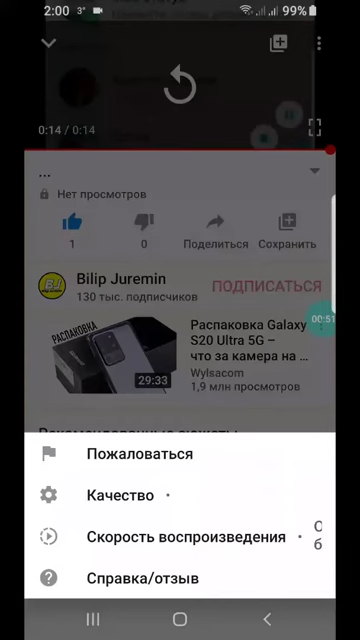 2:00 3° 99%
0:14 / 0:14
...
Нет просмотров
1 0 Поделиться Сохранить
BJ Bilip Juremin ПОДПИСАТЬСЯ
130 тыс. подписчиков
РАСПАКОВКА
Распаковка Galaxy
S20 Ultra 5G –
что за камера на ...
Wylsacom
1,9 млн просмотров
29:33
00:51
Пожаловаться
Качество •
Скорость воспроизведения • О
б
Справка/отзыв